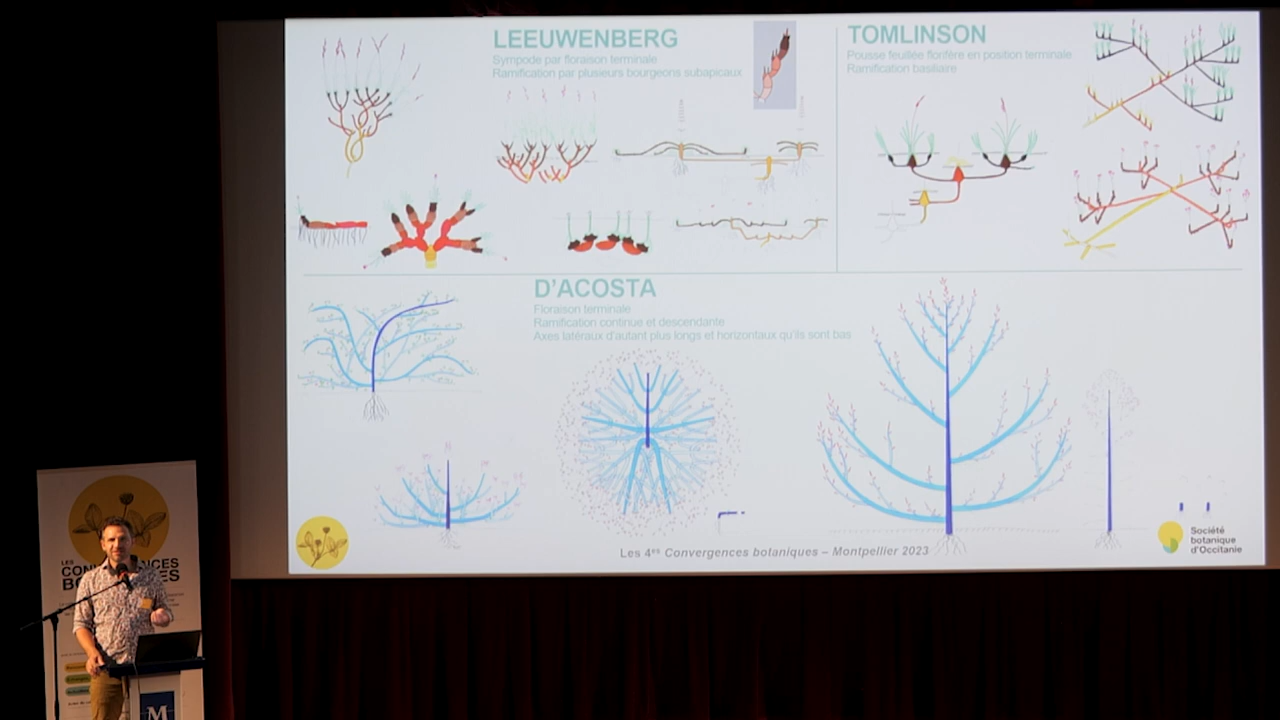 LEEUWENBERG
Sympode par floraison terminale
Ramification par plusieurs bourgeons subapicaux
TOMLINSON
Pousse feuillée florifère en position terminale
Ramification basiliaire
D'ACOSTA
Floraison terminale
Ramification continue et descendante
Axes latéraux d'autant plus longs et horizontaux qu'ils sont bas
Les 4es Convergences botaniques – Montpellier 2023
Société
botanique
d'Occitanie
LES
M